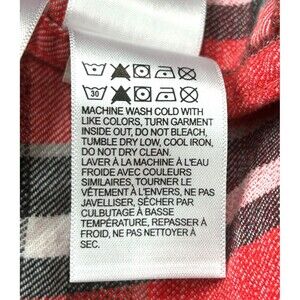 30
MACHINE WASH COLD WITH
LIKE COLORS, TURN GARMENT
INSIDE OUT, DO NOT BLEACH,
TUMBLE DRY LOW, COOL IRON,
DO NOT DRY CLEAN.
LAVER À LA MACHINE À L'EAU
FROIDE AVEC COULEURS
SIMILAIRES, TOURNER LE
VÊTEMENT À L'ENVERS, NE PAS
JAVELLISER, SÉCHER PAR
CULBUTAGE À BASSE
TEMPÉRATURE, REPASSER À
FROID, NE PAS NETTOYER À
SEC.